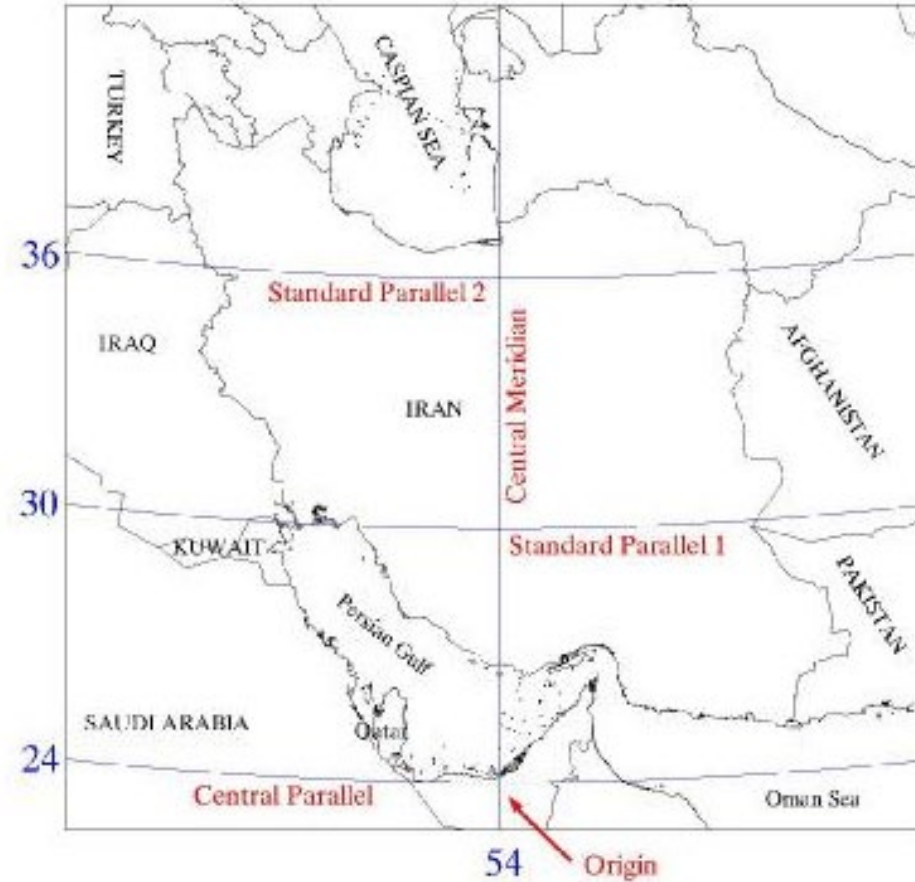 CASPIAN SEA
TURKEY
36
Standard Parallel 2
IRAQ
IRAN
Central Meridian
AFGHANISTAN
30
KUWAIT
Standard Parallel 1
PAKISTAN
Persian Gulf
SAUDI ARABIA
Qatar
24
Central Parallel
Oman Sea
54
Origin